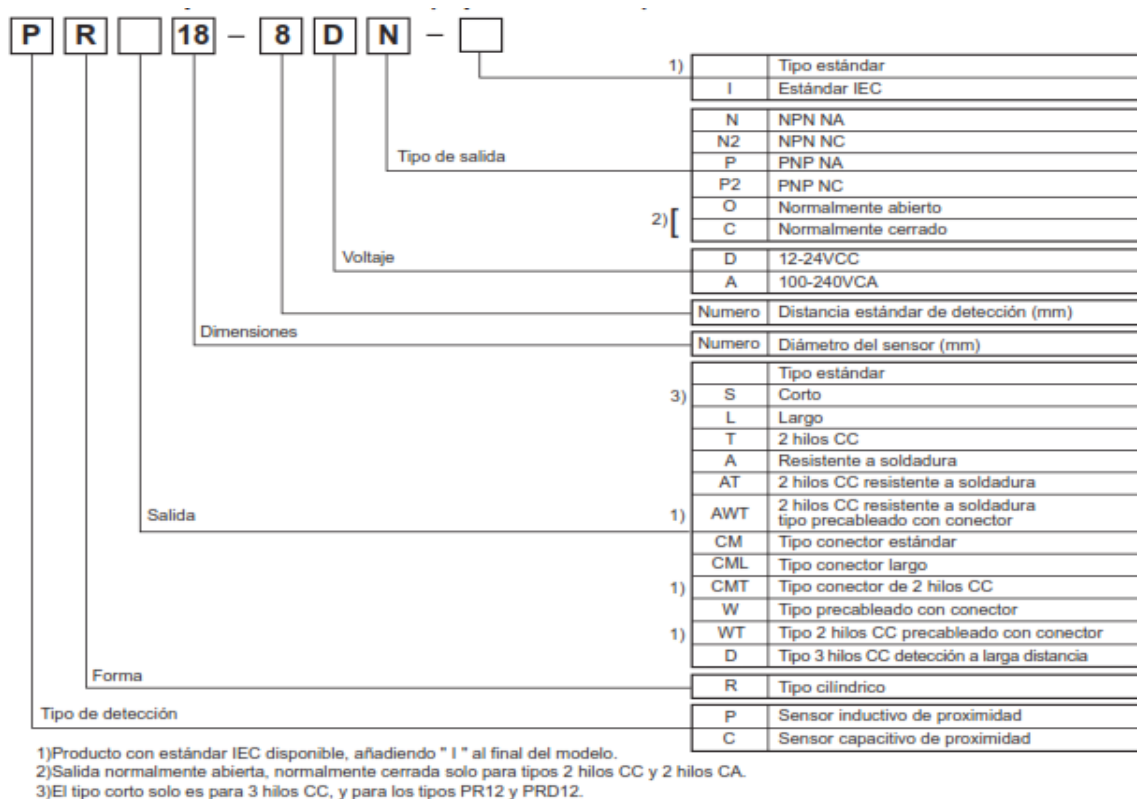 P R 18 - 8 D N -
1) Tipo estándar
I Estándar IEC
N NPN NA
N2 NPN NC
Tipo de salida
P PNP NA
P2 PNP NC
2)[ O Normalmente abierto
C Normalmente cerrado
Voltaje
D 12-24VCC
A 100-240VCA
Numero Distancia estándar de detección (mm)
Dimensiones
Numero Diámetro del sensor (mm)
Tipo estándar
3) S Corto
L Largo
T 2 hilos CC
A Resistente a soldadura
AT 2 hilos CC resistente a soldadura
Salida
1) AWT 2 hilos CC resistente a soldadura
tipo precableado con conector
CM Tipo conector estándar
CML Tipo conector largo
1) CMT Tipo conector de 2 hilos CC
W Tipo precableado con conector
1) WT Tipo 2 hilos CC precableado con conector
D Tipo 3 hilos CC detección a larga distancia
Forma
R Tipo cilíndrico
Tipo de detección
P Sensor inductivo de proximidad
C Sensor capacitivo de proximidad
1)Producto con estándar IEC disponible, añadiendo " I " al final del modelo.
2)Salida normalmente abierta, normalmente cerrada solo para tipos 2 hilos CC y 2 hilos CA.
3)El tipo corto solo es para 3 hilos CC, y para los tipos PR12 y PRD12.